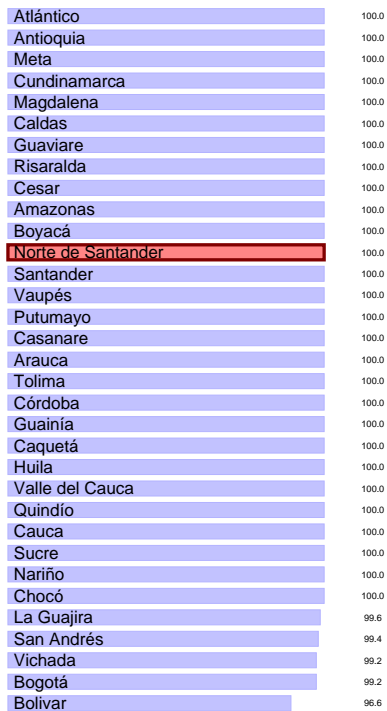 Atlántico 100.0
Antioquia 100.0
Meta 100.0
Cundinamarca 100.0
Magdalena 100.0
Caldas 100.0
Guaviare 100.0
Risaralda 100.0
Cesar 100.0
Amazonas 100.0
Boyacá 100.0
Norte de Santander 100.0
Santander 100.0
Vaupés 100.0
Putumayo 100.0
Casanare 100.0
Arauca 100.0
Tolima 100.0
Córdoba 100.0
Guainía 100.0
Caquetá 100.0
Huila 100.0
Valle del Cauca 100.0
Quindío 100.0
Cauca 100.0
Sucre 100.0
Nariño 100.0
Chocó 100.0
La Guajira 99.6
San Andrés 99.4
Vichada 99.2
Bogotá 99.2
Bolivar 96.6